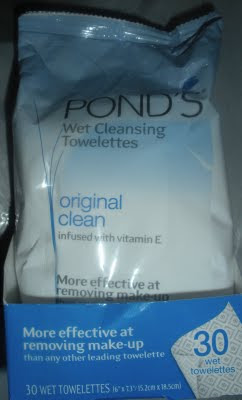 POND'S
Wet Cleansing
Towelettes
original
clean
infused with vitamin E
More effective at
removing make-up
More effective at
removing make-up
than any other leading towelette
30
wet
towelettes
30 WET TOWELETTES